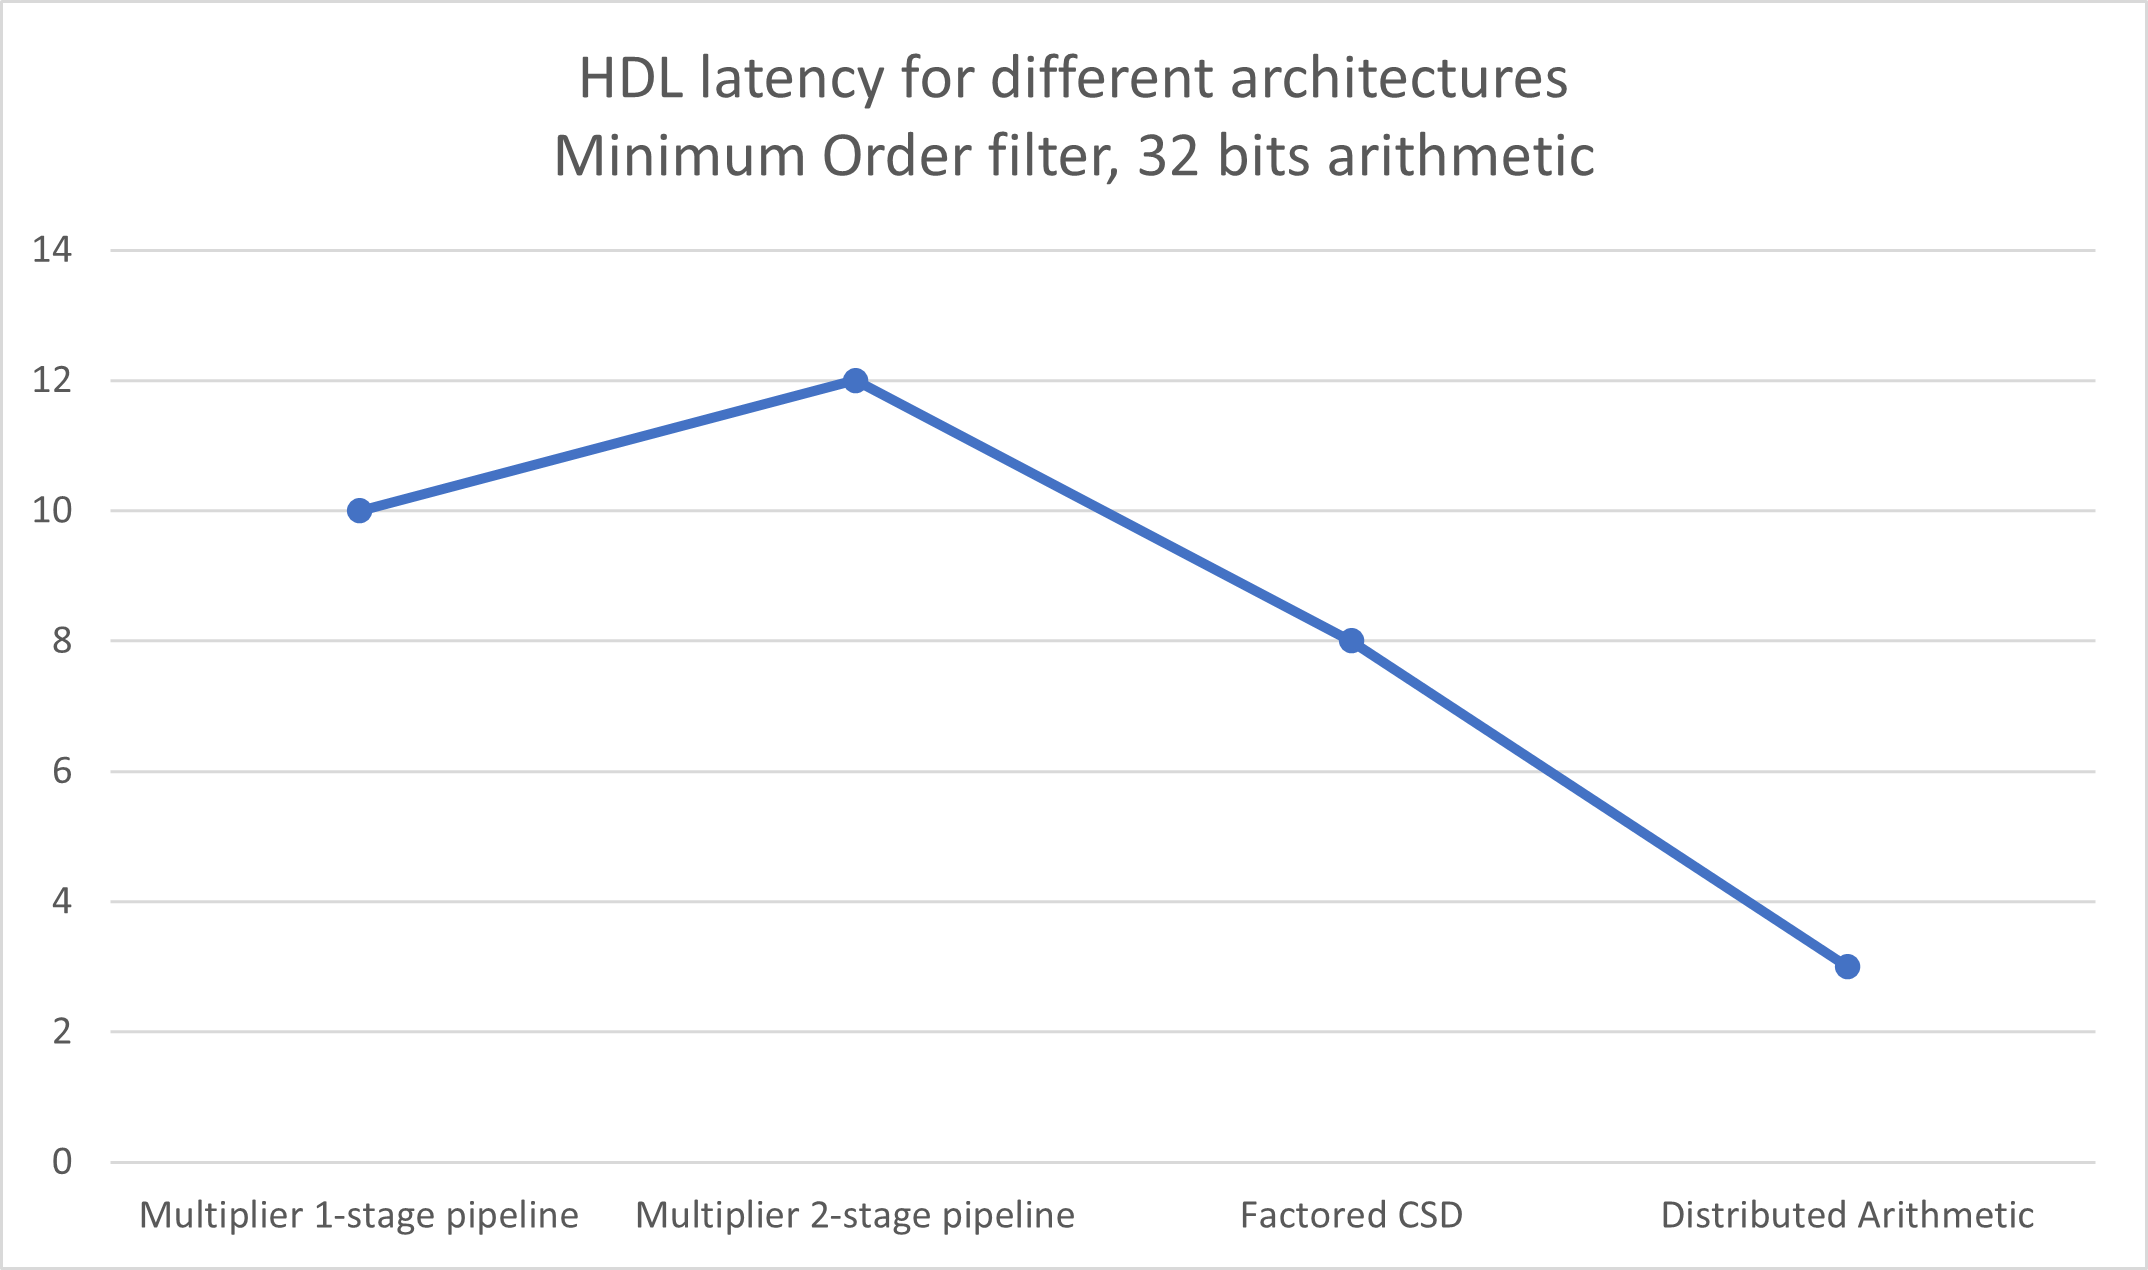 HDL latency for different architectures
Minimum Order filter, 32 bits arithmetic
14
12
10
8
6
4
2
0
Multiplier 1-stage pipeline Multiplier 2-stage pipeline Factored CSD Distributed Arithmetic